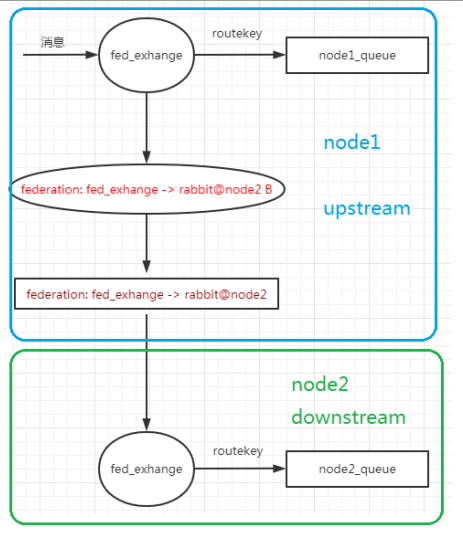 消息
fed_exhange
routekey
node1_queue
node1
federation: fed_exhange -> rabbit@node2 B
upstream
federation: fed_exhange -> rabbit@node2
node2
downstream
fed_exhange
routekey
node2_queue